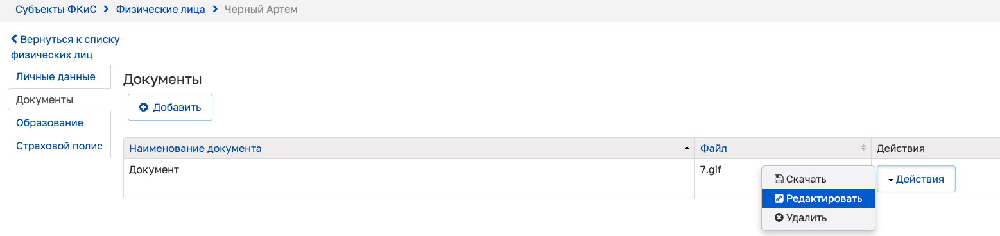 Субъекты ФКиС > Физические лица > Черный Артем
Вернуться к списку
физических лиц
Личные данные
Документы
Образование
Страховой полис
Документы
Добавить
Наименование документа Файл Действия
Документ 7.gif Действия
Скачать
Редактировать
Удалить